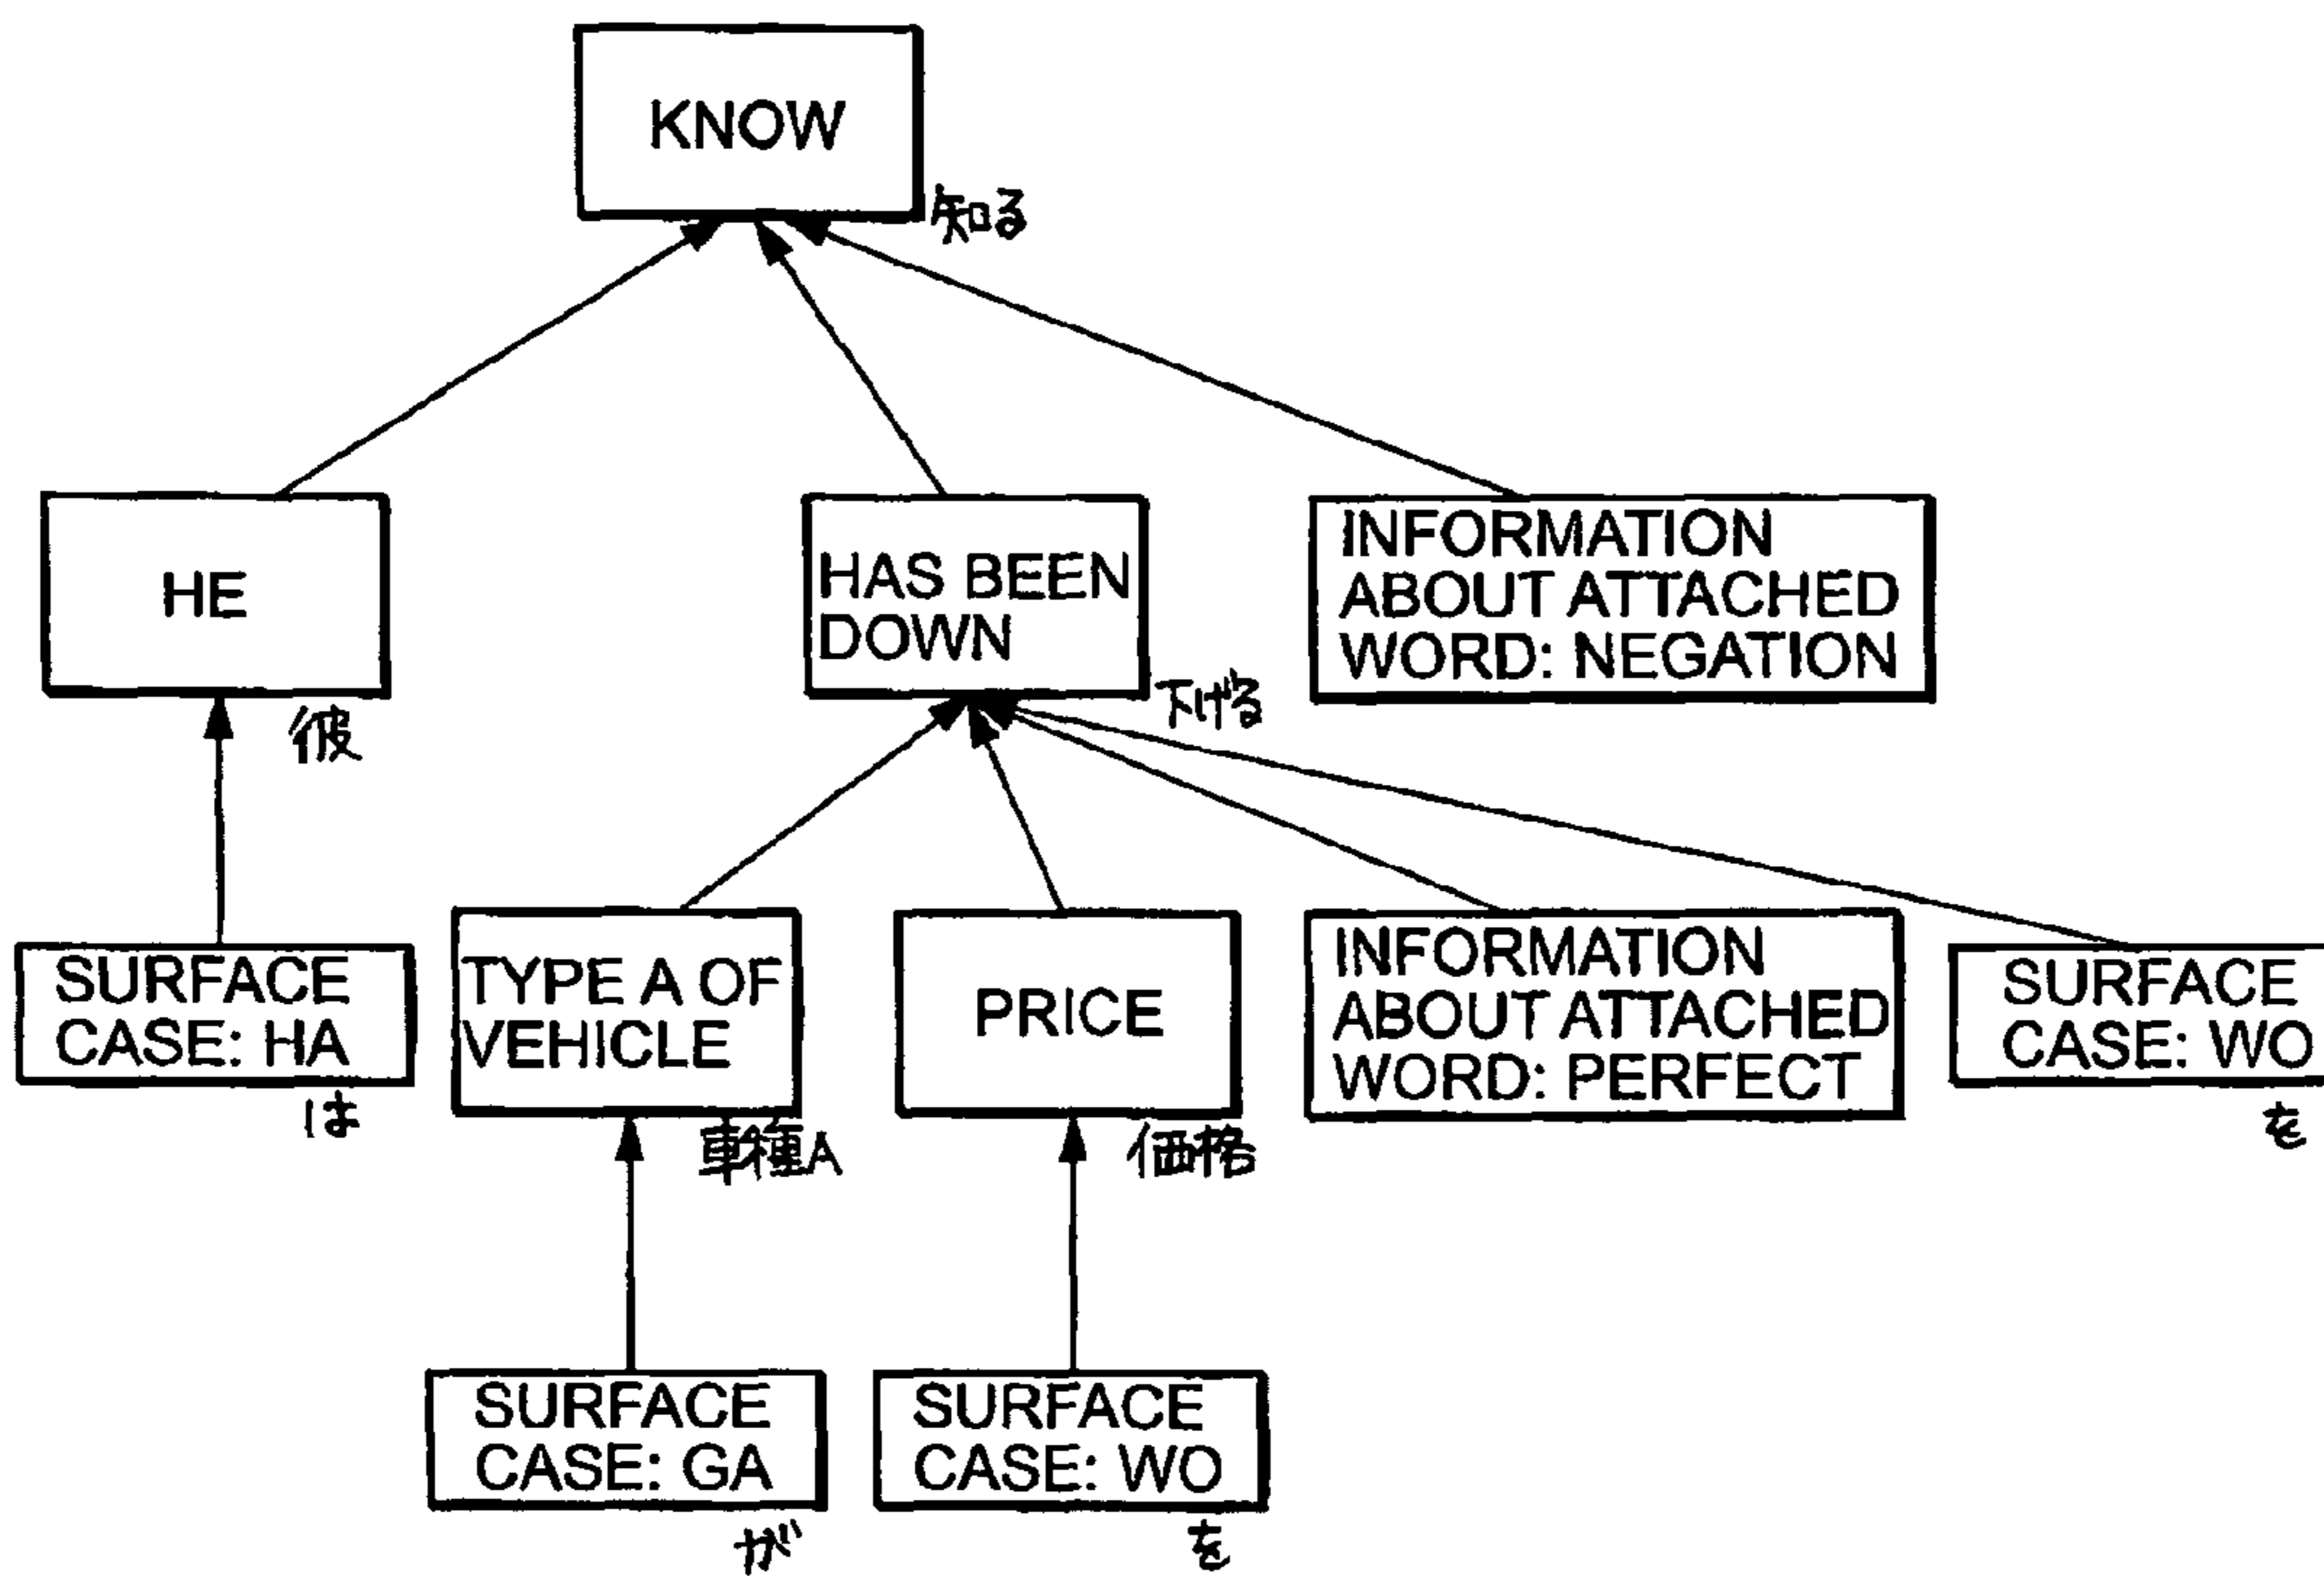 KNOW
知る
HE
彼
HAS BEEN
DOWN
下げる
INFORMATION
ABOUT ATTACHED
WORD: NEGATION
SURFACE
CASE: HA
は
TYPE A OF
VEHICLE
車種A
PRICE
価格
INFORMATION
ABOUT ATTACHED
WORD: PERFECT
SURFACE
CASE: WO
を
SURFACE
CASE: GA
が
SURFACE
CASE: WO
を